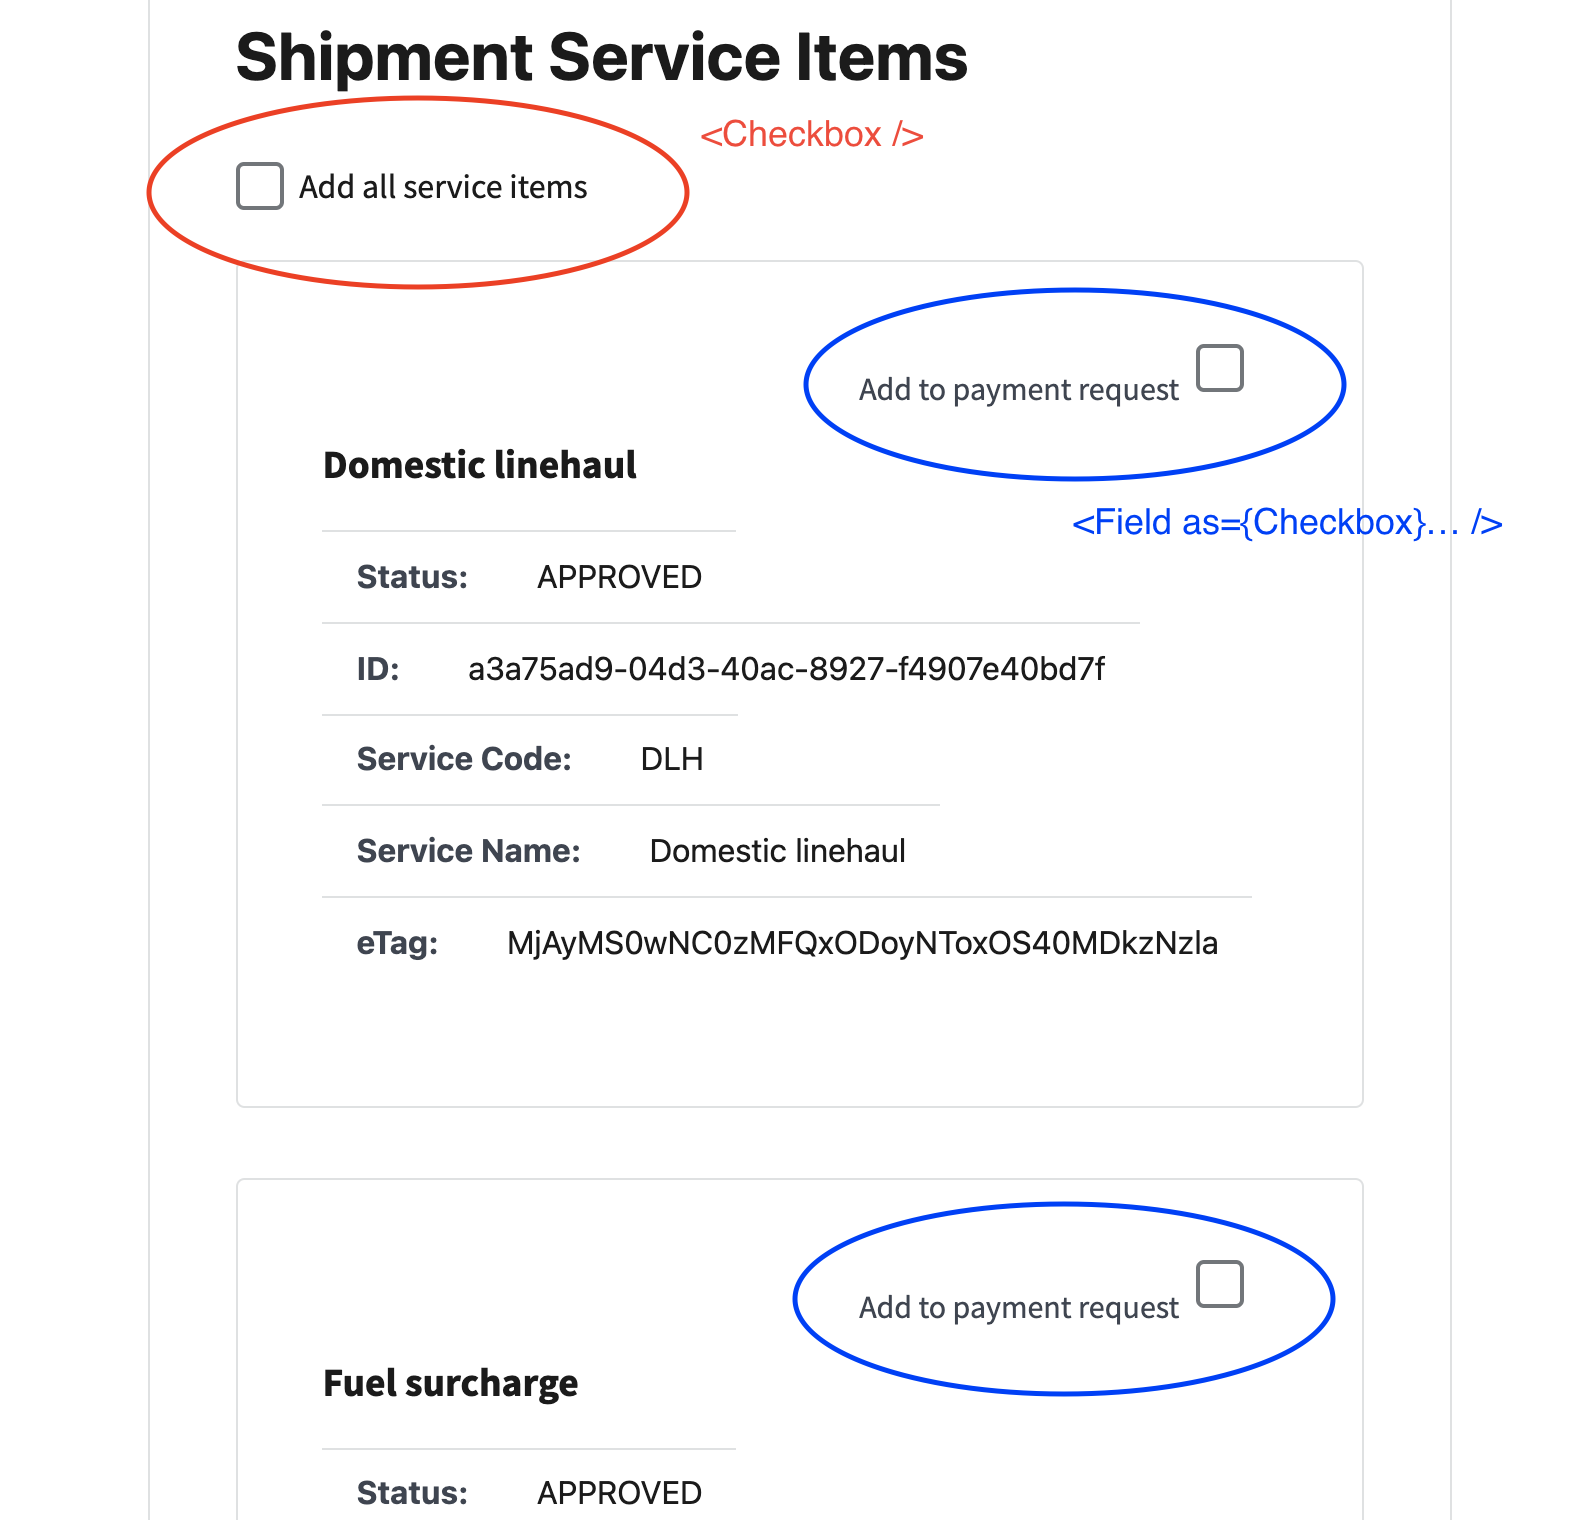 Shipment Service Items
<Checkbox />
Add all service items
Add to payment request
Domestic linehaul
<Field as={Checkbox}... />
Status: APPROVED
ID: a3a75ad9-04d3-40ac-8927-f4907e40bd7f
Service Code: DLH
Service Name: Domestic linehaul
eTag: MjAyMS0wNC0zMFQxODoyNToxOS40MDkzNzla
Add to payment request
Fuel surcharge
Status: APPROVED